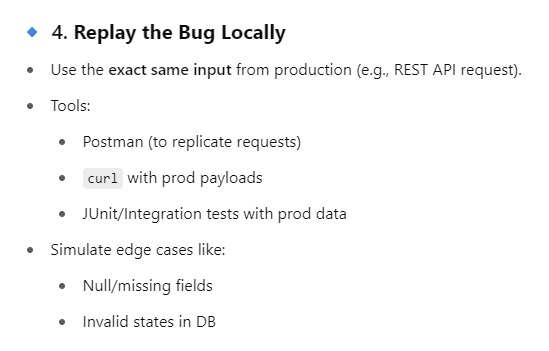 4. Replay the Bug Locally
Use the exact same input from production (e.g., REST API request).
Tools:
Postman (to replicate requests)
curl with prod payloads
JUnit/Integration tests with prod data
Simulate edge cases like:
Null/missing fields
Invalid states in DB